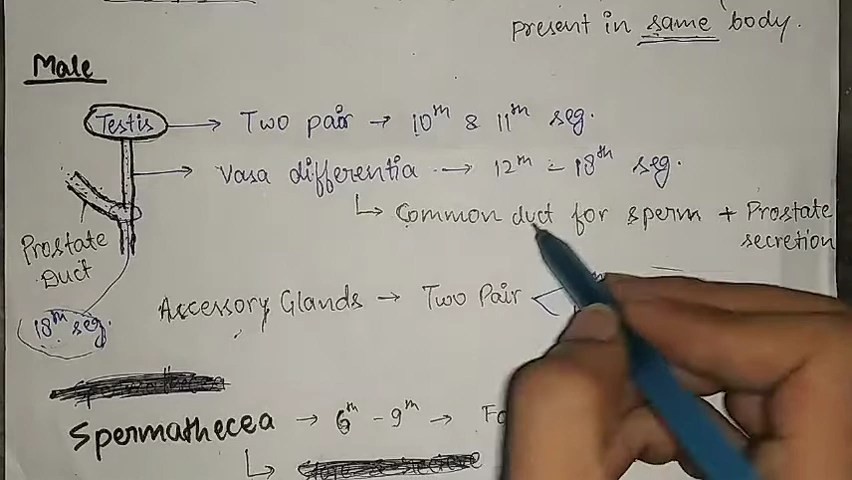 present in same body.
Male
Testis → Two pair → 10th & 11th seg.
Vasa differentia → 12th - 18th seg.
↳ Common duct for sperm + Prostate
secretion
Prostate
Duct
18th seg.
Accessory Glands → Two Pair
Spermathecea → 6th - 9th →